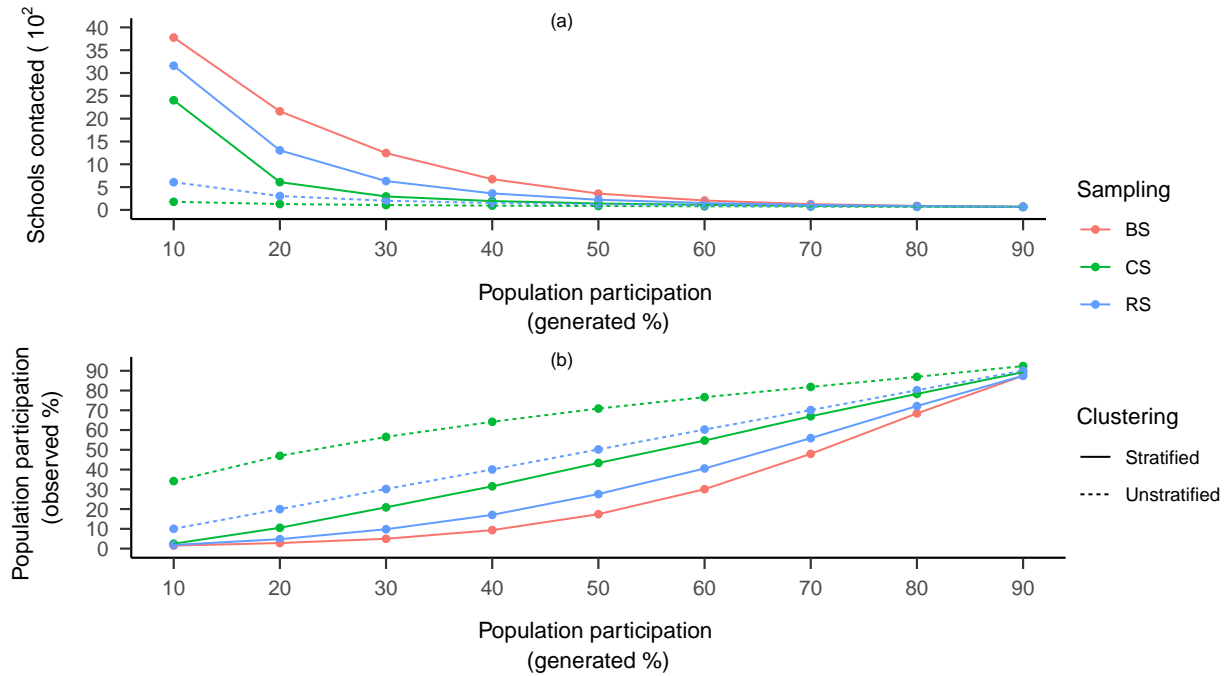 (a)
Schools contacted ( 10²
40
35
30
25
20
15
10
5
0
10 20 30 40 50 60 70 80 90
Population participation
(generated %)
(b)
Population participation
(observed %)
90
80
70
60
50
40
30
20
10
0
10 20 30 40 50 60 70 80 90
Population participation
(generated %)
Sampling
BS
CS
RS
Clustering
Stratified
Unstratified